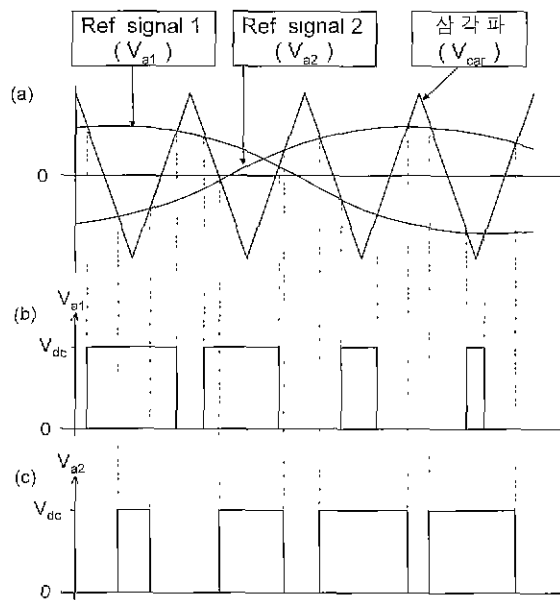 Ref signal 1
( Va1 )
Ref signal 2
( Va2 )
삼각파
( Vcar )
(a)
0
Va1
(b)
Vdc
0
Va2
(c)
Vdc
0